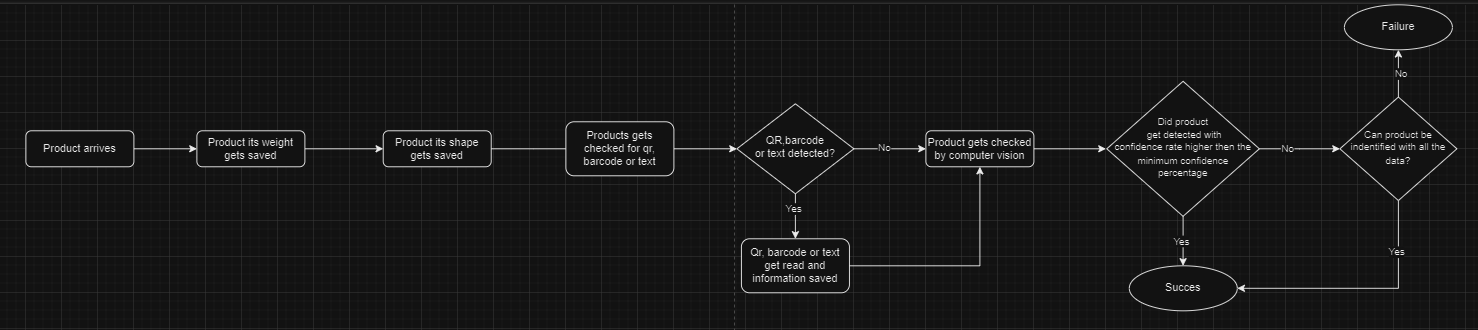 Failure
No
Product arrives
Product its weight
gets saved
Product its shape
gets saved
Products gets
checked for qr,
barcode or text
QR,barcode
or text detected?
No
Product gets checked
by computer vision
Did product
get detected with
confidence rate higher then the
minimum confidence
percentage
No
Can product be
indentified with all the
data?
Yes
Qr, barcode or text
get read and
information saved
Yes
Succes
Yes